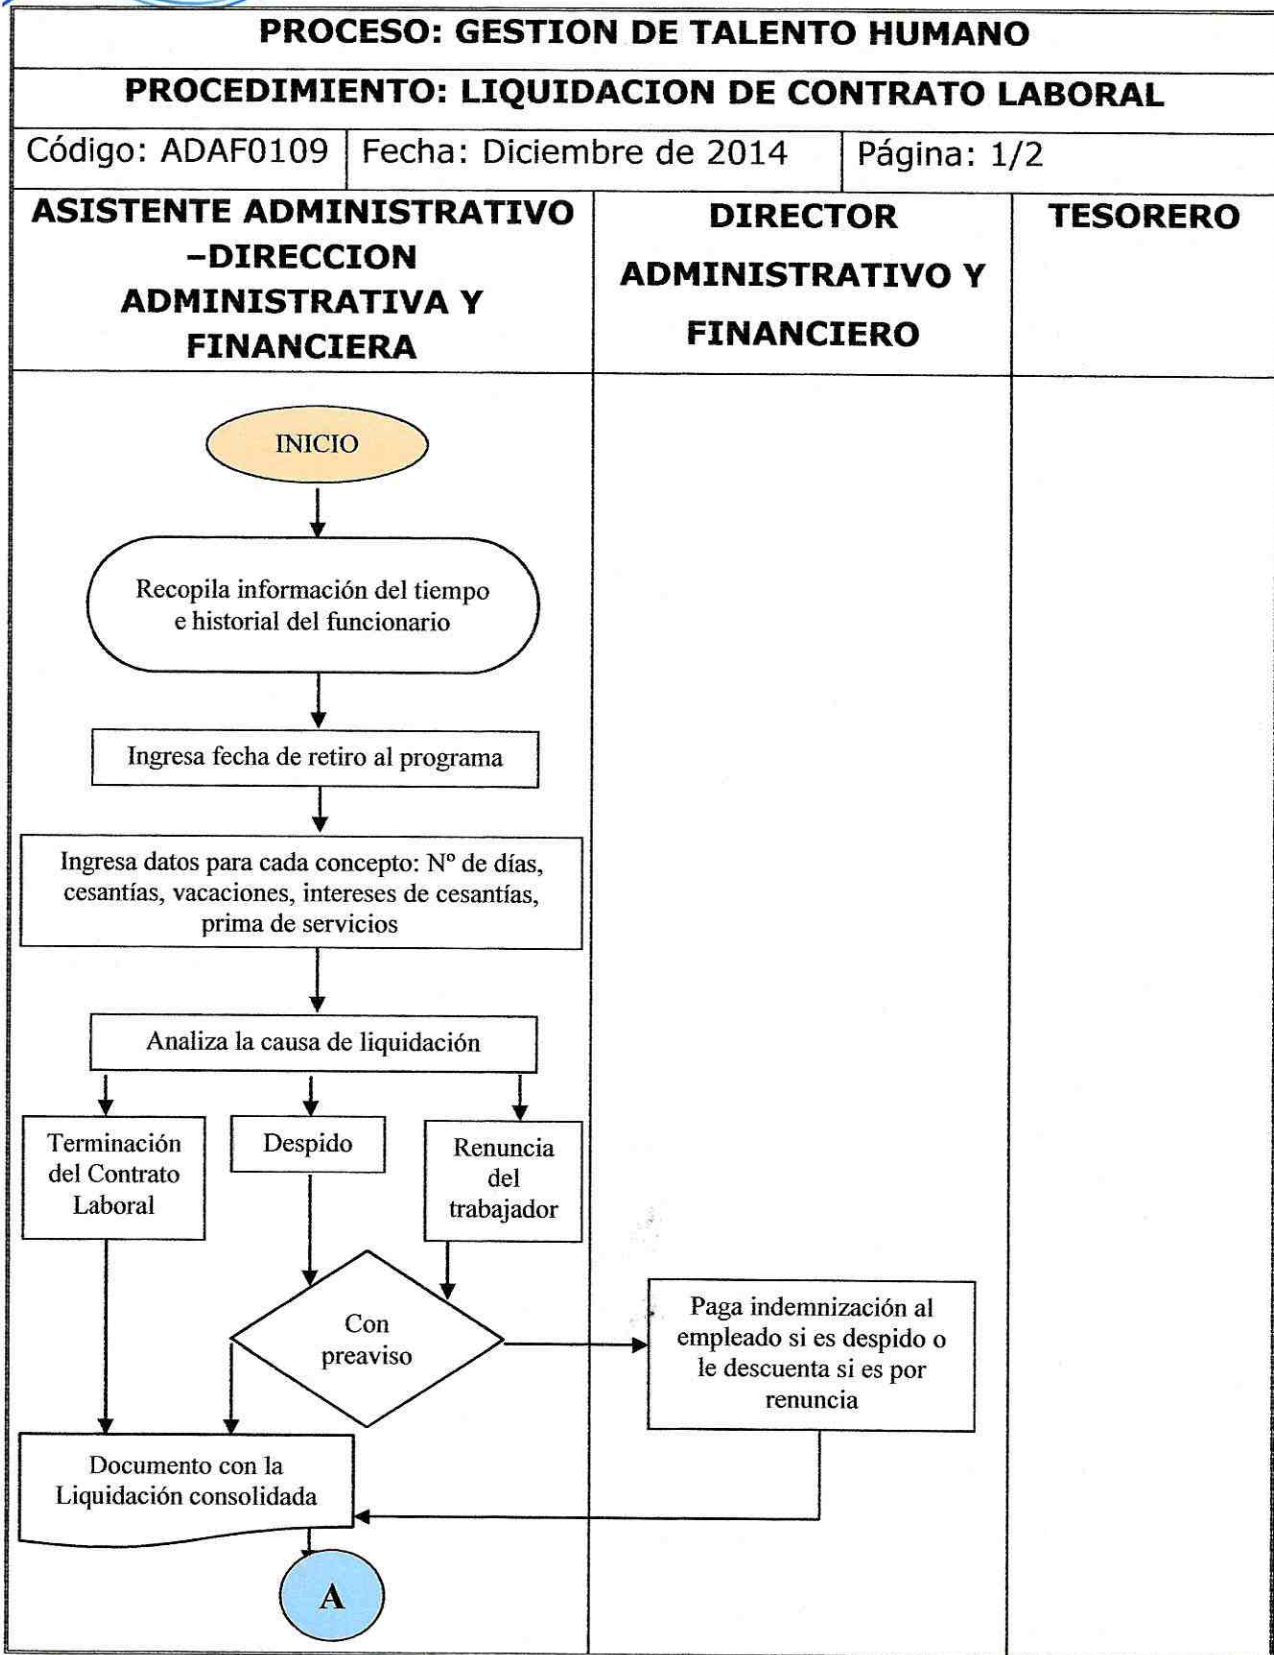 PROCESO: GESTION DE TALENTO HUMANO
PROCEDIMIENTO: LIQUIDACION DE CONTRATO LABORAL
Código: ADAF0109
Fecha: Diciembre de 2014
Página: 1/2
ASISTENTE ADMINISTRATIVO
–DIRECCION
ADMINISTRATIVA Y
FINANCIERA
DIRECTOR
ADMINISTRATIVO Y
FINANCIERO
TESORERO
INICIO
Recopila información del tiempo
e historial del funcionario
Ingresa fecha de retiro al programa
Ingresa datos para cada concepto: Nº de días,
cesantías, vacaciones, intereses de cesantías,
prima de servicios
Analiza la causa de liquidación
Terminación
del Contrato
Laboral
Despido
Renuncia
del
trabajador
Con
preaviso
Paga indemnización al
empleado si es despido o
le descuenta si es por
renuncia
Documento con la
Liquidación consolidada
A